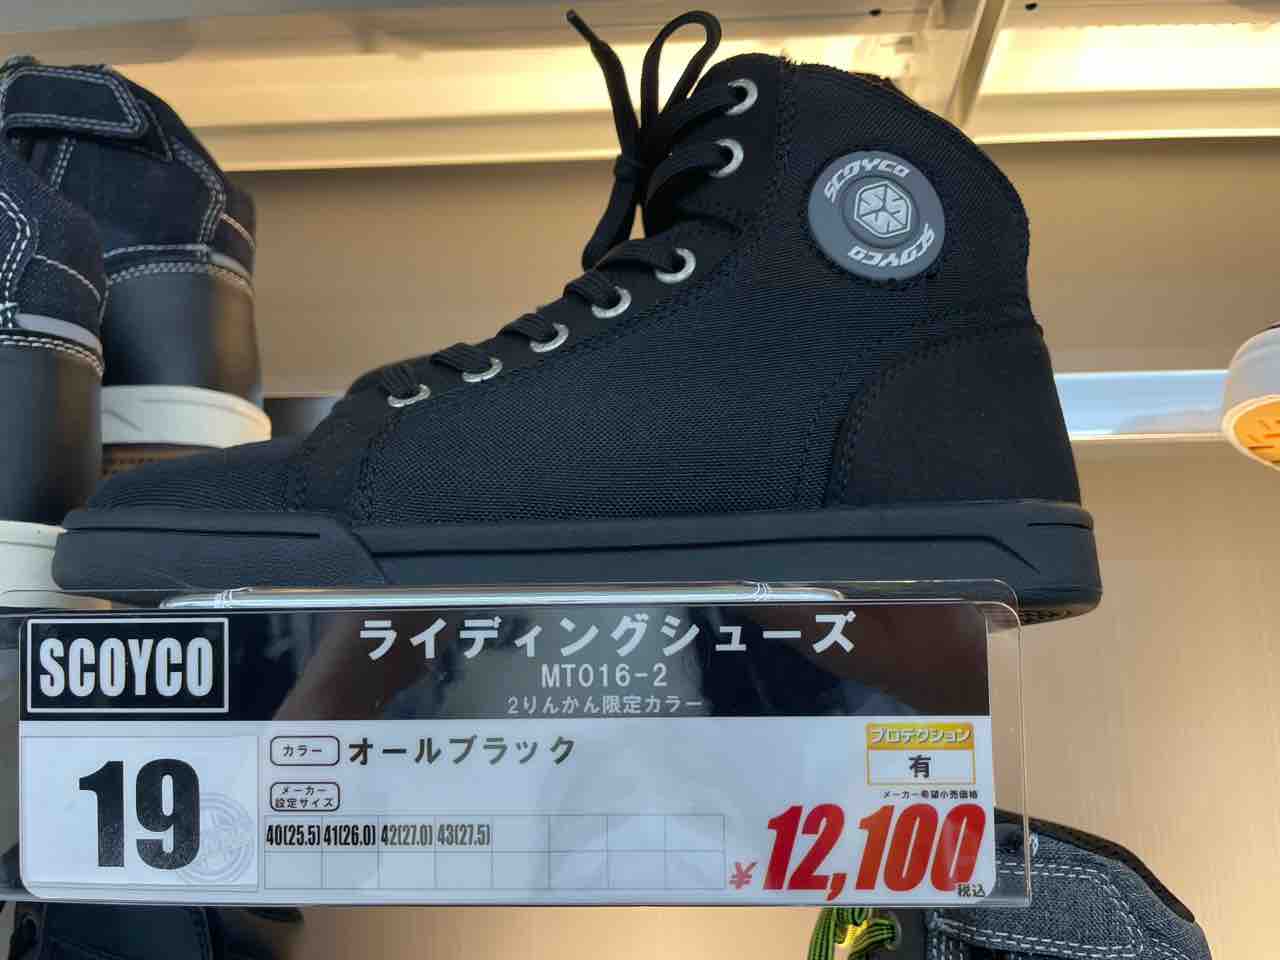 SCOYCO
SCOYCO
SCOYCO
ライディングシューズ
MT016-2
2りんかん限定カラー
19
カラー
オールブラック
プロテクション
有
メーカー
設定サイズ
メーカー希望小売価格
40(25.5) 41(26.0) 42(27.0) 43(27.5)
¥12,100
税込